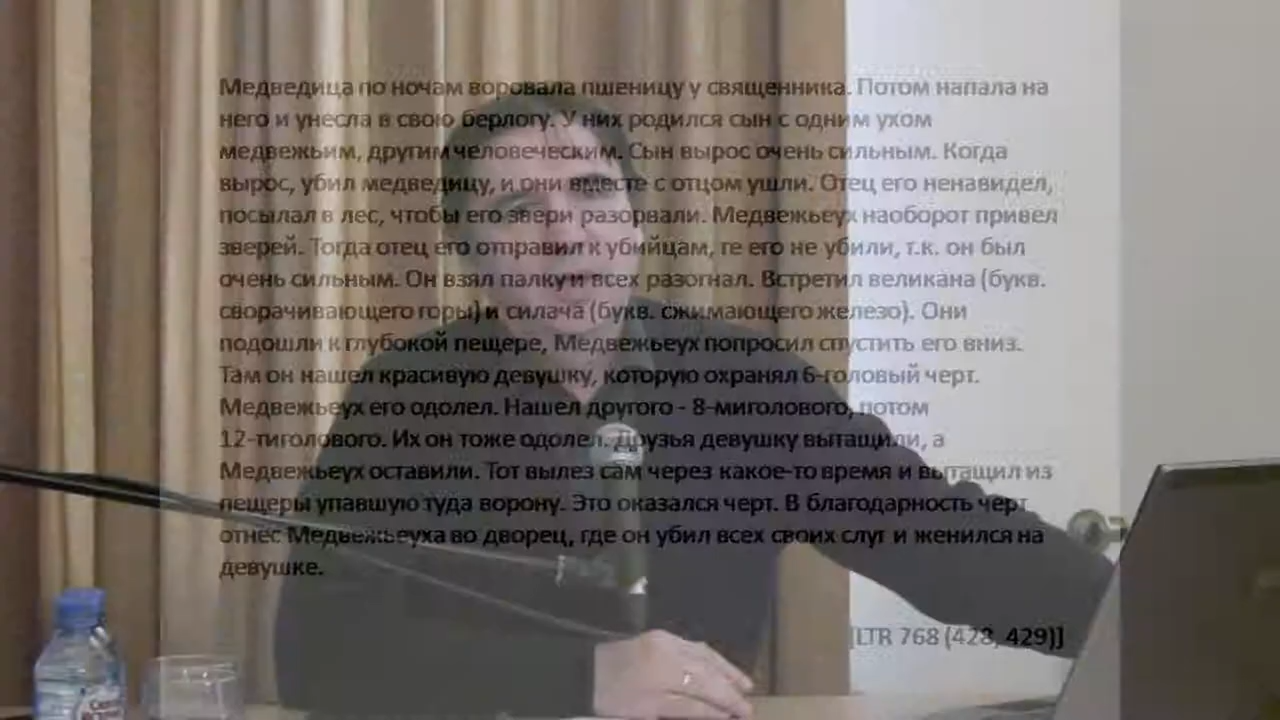 Медведица по ночам воровала пшеницу у священника. Потом напала на
него и унесла в свою берлогу. У них родился сын с одним ухом
медвежьим, другим человеческим. Сын вырос очень сильным. Когда
вырос, убил медведицу, и они вместе с отцом ушли. Отец его ненавидел,
посылал в лес, чтобы его звери разорвали. Медвежьеух наоборот привел
зверей. Тогда отец его отправил к убийцам, те его не убили, т.к. он был
очень сильным. Он взял палку и всех разогнал. Встретил великана (букв.
сворачивающего горы) и силача (букв. сжимающего железо). Они
подошли к глубокой пещере, Медвежьеух попросил спустить его вниз.
Там он нашел красивую девушку, которую охранял 6-головый черт.
Медвежьеух его одолел. Нашел другого - 8-миголового, потом
12-тиголового. Их он тоже одолел. Друзья девушку вытащили, а
Медвежьеух оставили. Тот вылез сам через какое-то время и вытащил из
пещеры упавшую туда ворону. Это оказался черт. В благодарность черт
отнес Медвежьеуха во дворец, где он убил всех своих слуг и женился на
девушке.
[LTR 768 (428, 429)]